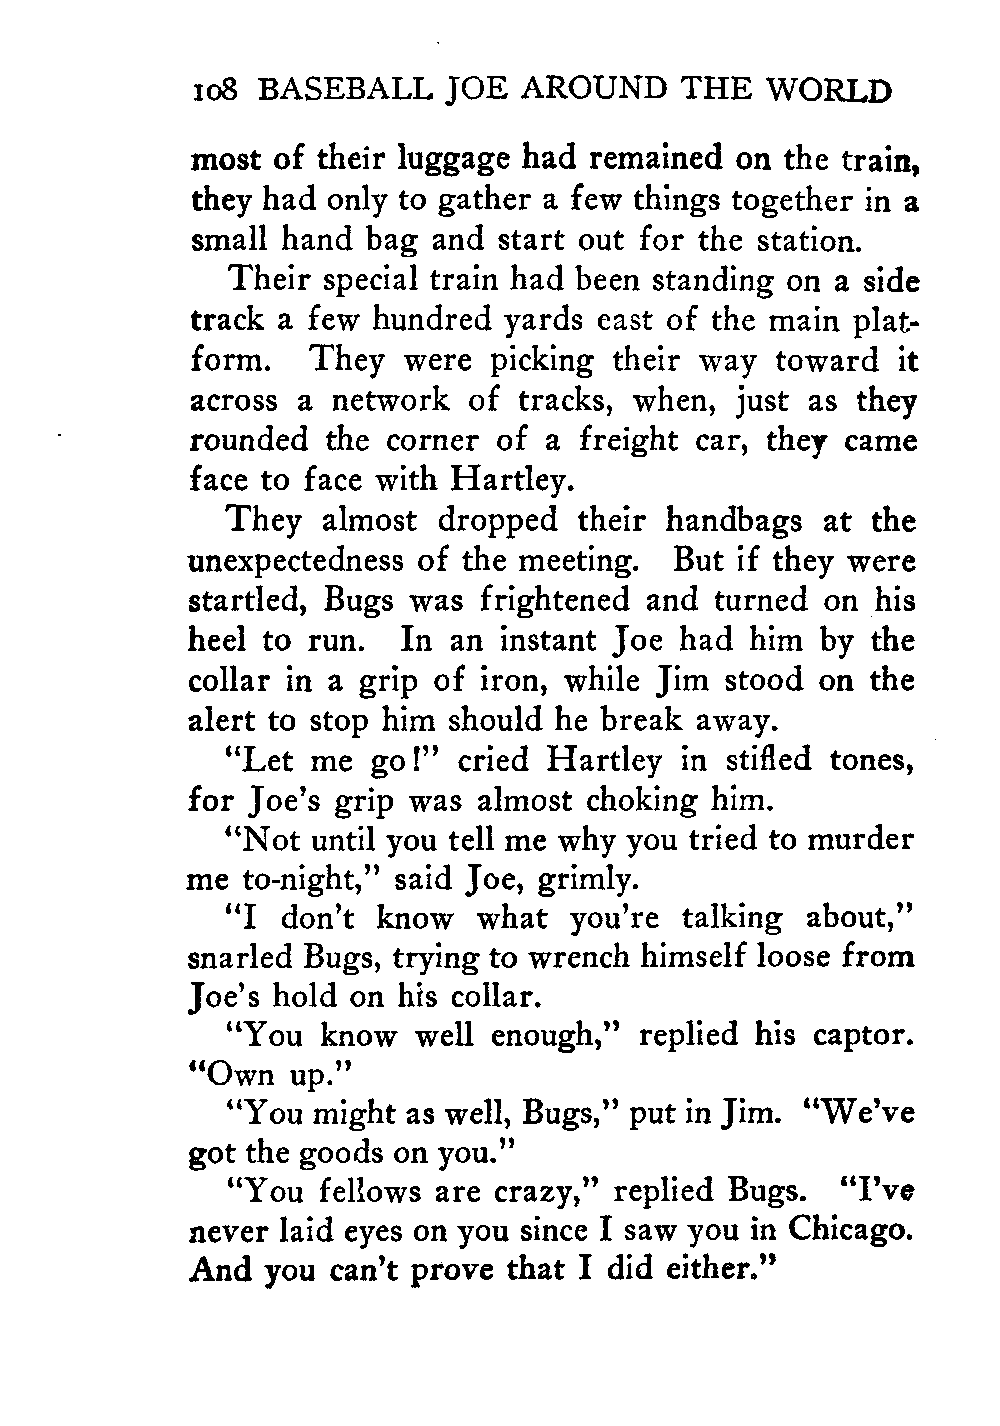 108 BASEBALL JOE AROUND THE WORLD
most of their luggage had remained on the train,
they had only to gather a few things together in a
small hand bag and start out for the station.
Their special train had been standing on a side
track a few hundred yards east of the main plat-
form. They were picking their way toward it
across a network of tracks, when, just as they
rounded the corner of a freight car, they came
face to face with Hartley.
They almost dropped their handbags at the
unexpectedness of the meeting. But if they were
startled, Bugs was frightened and turned on his
heel to run. In an instant Joe had him by the
collar in a grip of iron, while Jim stood on the
alert to stop him should he break away.
"Let me go!" cried Hartley in stifled tones,
for Joe's grip was almost choking him.
"Not until you tell me why you tried to murder
me to-night," said Joe, grimly.
"I don't know what you're talking about,"
snarled Bugs, trying to wrench himself loose from
Joe's hold on his collar.
"You know well enough," replied his captor.
"Own up."
"You might as well, Bugs," put in Jim. "We've
got the goods on you."
"You fellows are crazy," replied Bugs. "I've
never laid eyes on you since I saw you in Chicago.
And you can't prove that I did either."